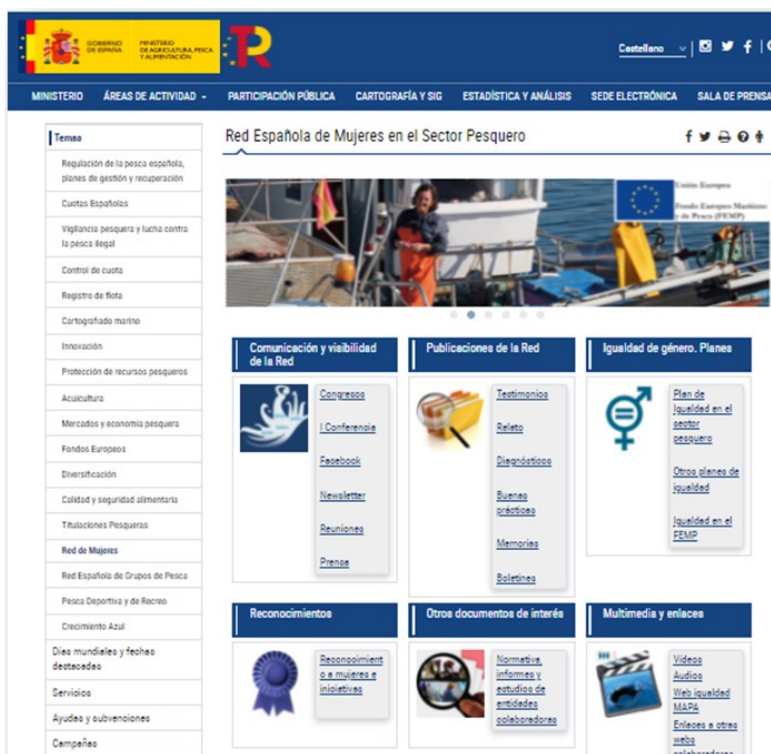 GOBIERNO
DE ESPAÑA
MINISTERIO
DE AGRICULTURA, PESCA
Y ALIMENTACIÓN
Castellano
MINISTERIO ÁREAS DE ACTIVIDAD PARTICIPACIÓN PÚBLICA CARTOGRAFÍA Y SIG ESTADÍSTICA Y ANÁLISIS SEDE ELECTRÓNICA SALA DE PRENSA
Temas
Regulación de la pesca española,
planes de gestión y recuperación
Cuotas Españolas
Vigilancia pesquera y lucha contra
la pesca ilegal
Control de cuota
Registro de flota
Cartografiado marino
Innovación
Protección de recursos pesqueros
Acuicultura
Mercados y economía pesquera
Fondos Europeos
Diversificación
Calidad y seguridad alimentaria
Titulaciones Pesqueras
Red de Mujeres
Red Española de Grupos de Pesca
Pesca Deportiva y de Recreo
Crecimiento Azul
Días mundiales y fechas
destacadas
Servicios
Ayudas y subvenciones
Campañas
Red Española de Mujeres en el Sector Pesquero
Unión Europea
Fondo Europeo Marítimo
y de Pesca (FEMP)
Comunicación y visibilidad
de la Red
Congresos
I Conferencia
Facebook
Newsletter
Reuniones
Prensa
Publicaciones de la Red
Testimonios
Relato
Diagnósticos
Buenas
prácticas
Memorias
Boletines
Igualdad de género. Planes
Plan de
Igualdad en el
sector
pesquero
Otros planes de
igualdad
Igualdad en el
FEMP
Reconocimientos
Reconocimient
o a mujeres e
iniciativas
Otros documentos de interés
Normativa,
informes y
estudios de
entidades
colaboradoras
Multimedia y enlaces
Videos
Audios
Web igualdad
MAPA
Enlaces a otras
webs
colaboradoras